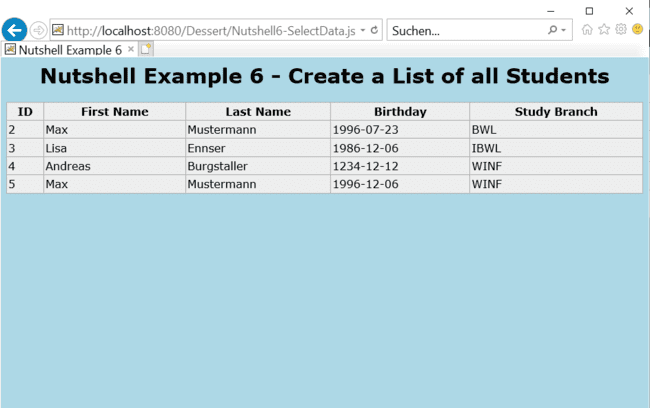 http://localhost:8080/Dessert/Nutshell6-SelectData.js
Suchen...
Nutshell Example 6
Nutshell Example 6 - Create a List of all Students
ID First Name Last Name Birthday Study Branch
2 Max Mustermann 1996-07-23 BWL
3 Lisa Ennser 1986-12-06 IBWL
4 Andreas Burgstaller 1234-12-12 WINF
5 Max Mustermann 1996-12-06 WINF